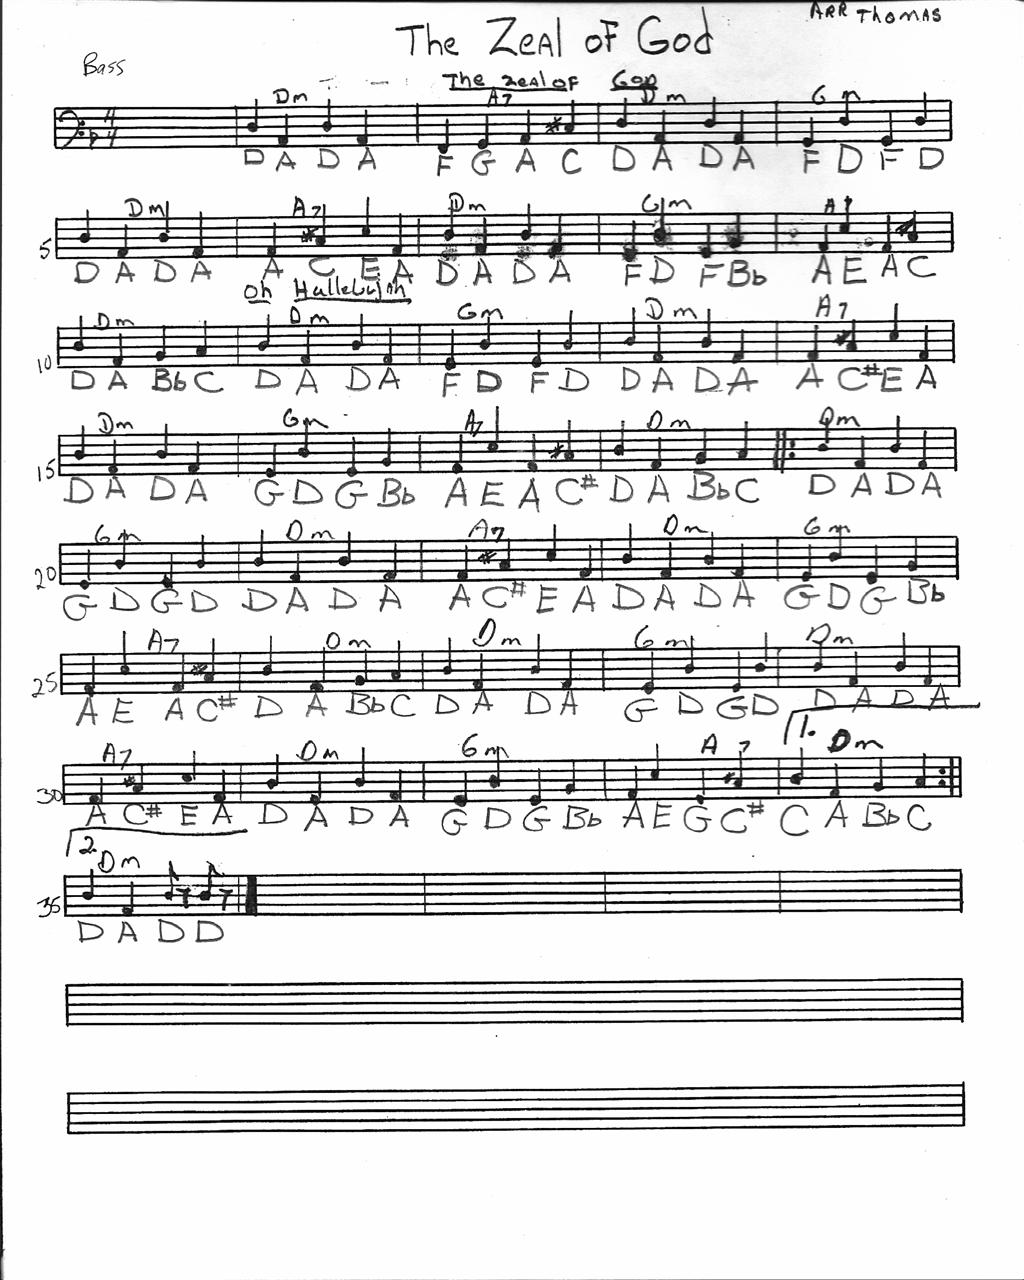 ARR THOMAS
The Zeal of God
Bass
The Zeal of God
Dm A7 Dm Gm
4 4
D A D A F G A C D A D A F D F D
Dm A7 Dm Gm A7
5
D A D A A C E A D A D A F D F Bb A E A C
Oh Hallelujah
Dm Dm Gm Dm A7
10
D A Bb C D A D A F D F D D A D A A C# E A
Dm Gm A7 Dm Dm
15
D A D A G D G Bb A E A C# D A Bb C D A D A
Gm Dm A7 Dm Gm
20
G D G D D A D A A C# E A D A D A G D G Bb
A7 Dm Dm Gm Dm
25
A E A C# D A Bb C D A D A G D G D D A D A
1.
A7 Dm Gm A7 Dm
30
A C# E A D A D A G D G Bb A E G C# C A Bb C
2.
Dm
35
D A D D